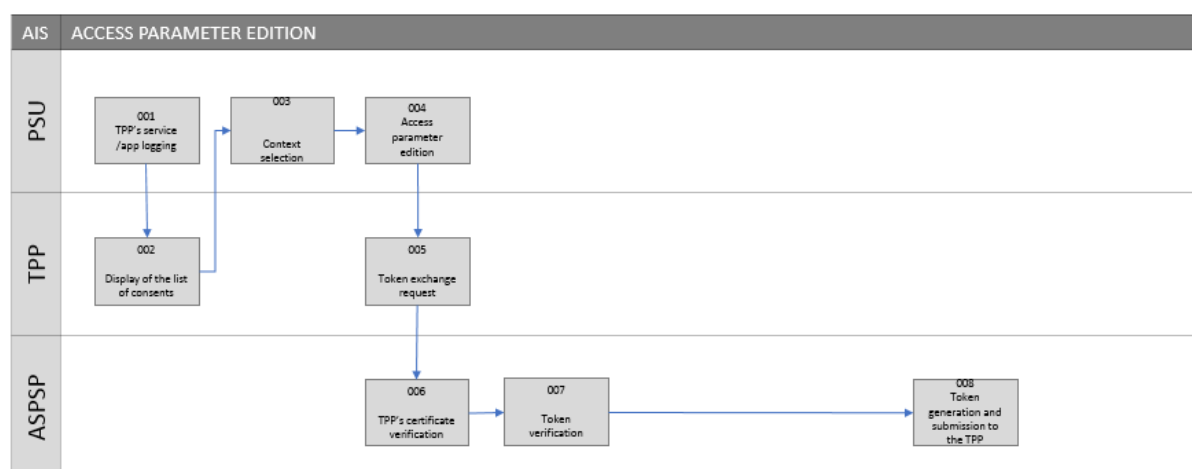 AIS ACCESS PARAMETER EDITION
PSU
001
TPP's service
/app logging
003
Context
selection
004
Access
parameter
edition
TPP
002
Display of the list
of consents
005
Token exchange
request
ASPSP
006
TPP's certificate
verification
007
Token
verification
008
Token
generation and
submission to
the TPP